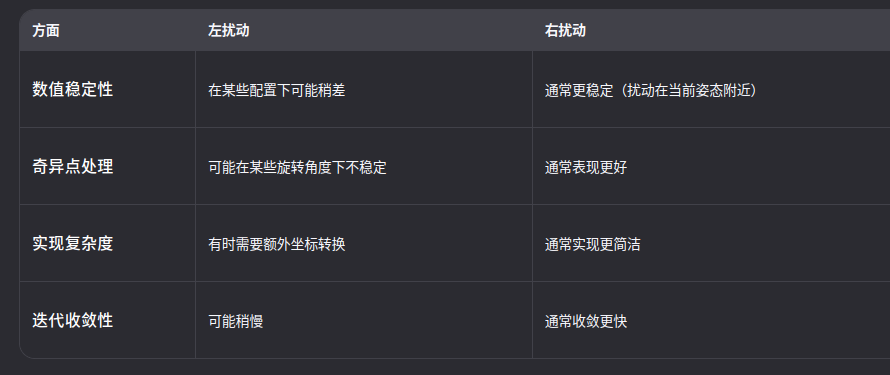 方面 左扰动 右扰动
数值稳定性 在某些配置下可能稍差 通常更稳定（扰动在当前姿态附近）
奇异点处理 可能在某些旋转角度下不稳定 通常表现更好
实现复杂度 有时需要额外坐标转换 通常实现更简洁
迭代收敛性 可能稍慢 通常收敛更快